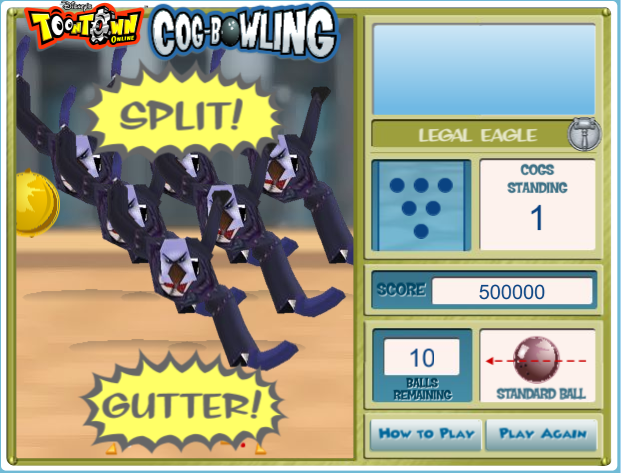 Disney's
TOONTOWN
ONLINE
COG-BOWLING
SPLIT!
GUTTER!
LEGAL EAGLE
COGS
STANDING
1
SCORE
500000
10
BALLS
REMAINING
STANDARD BALL
HOW TO PLAY
PLAY AGAIN